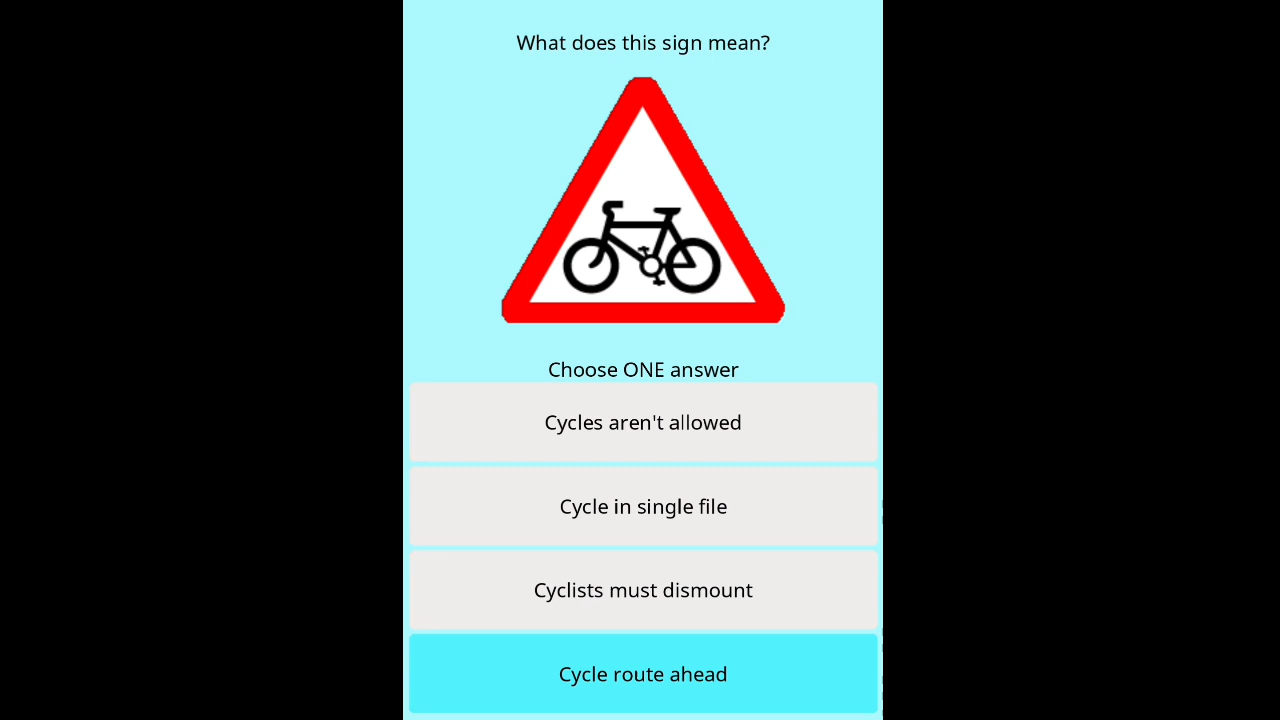 What does this sign mean?
Choose ONE answer
Cycles aren't allowed
Cycle in single file
Cyclists must dismount
Cycle route ahead